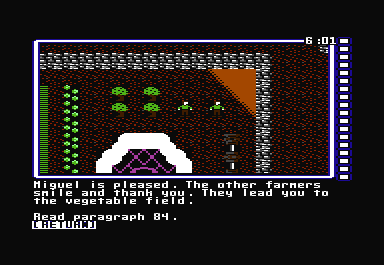 6:01
Miguel is pleased. The other farmers
smile and thank you. They lead you to
the vegetable field.
Read paragraph 84.
[RETURN]